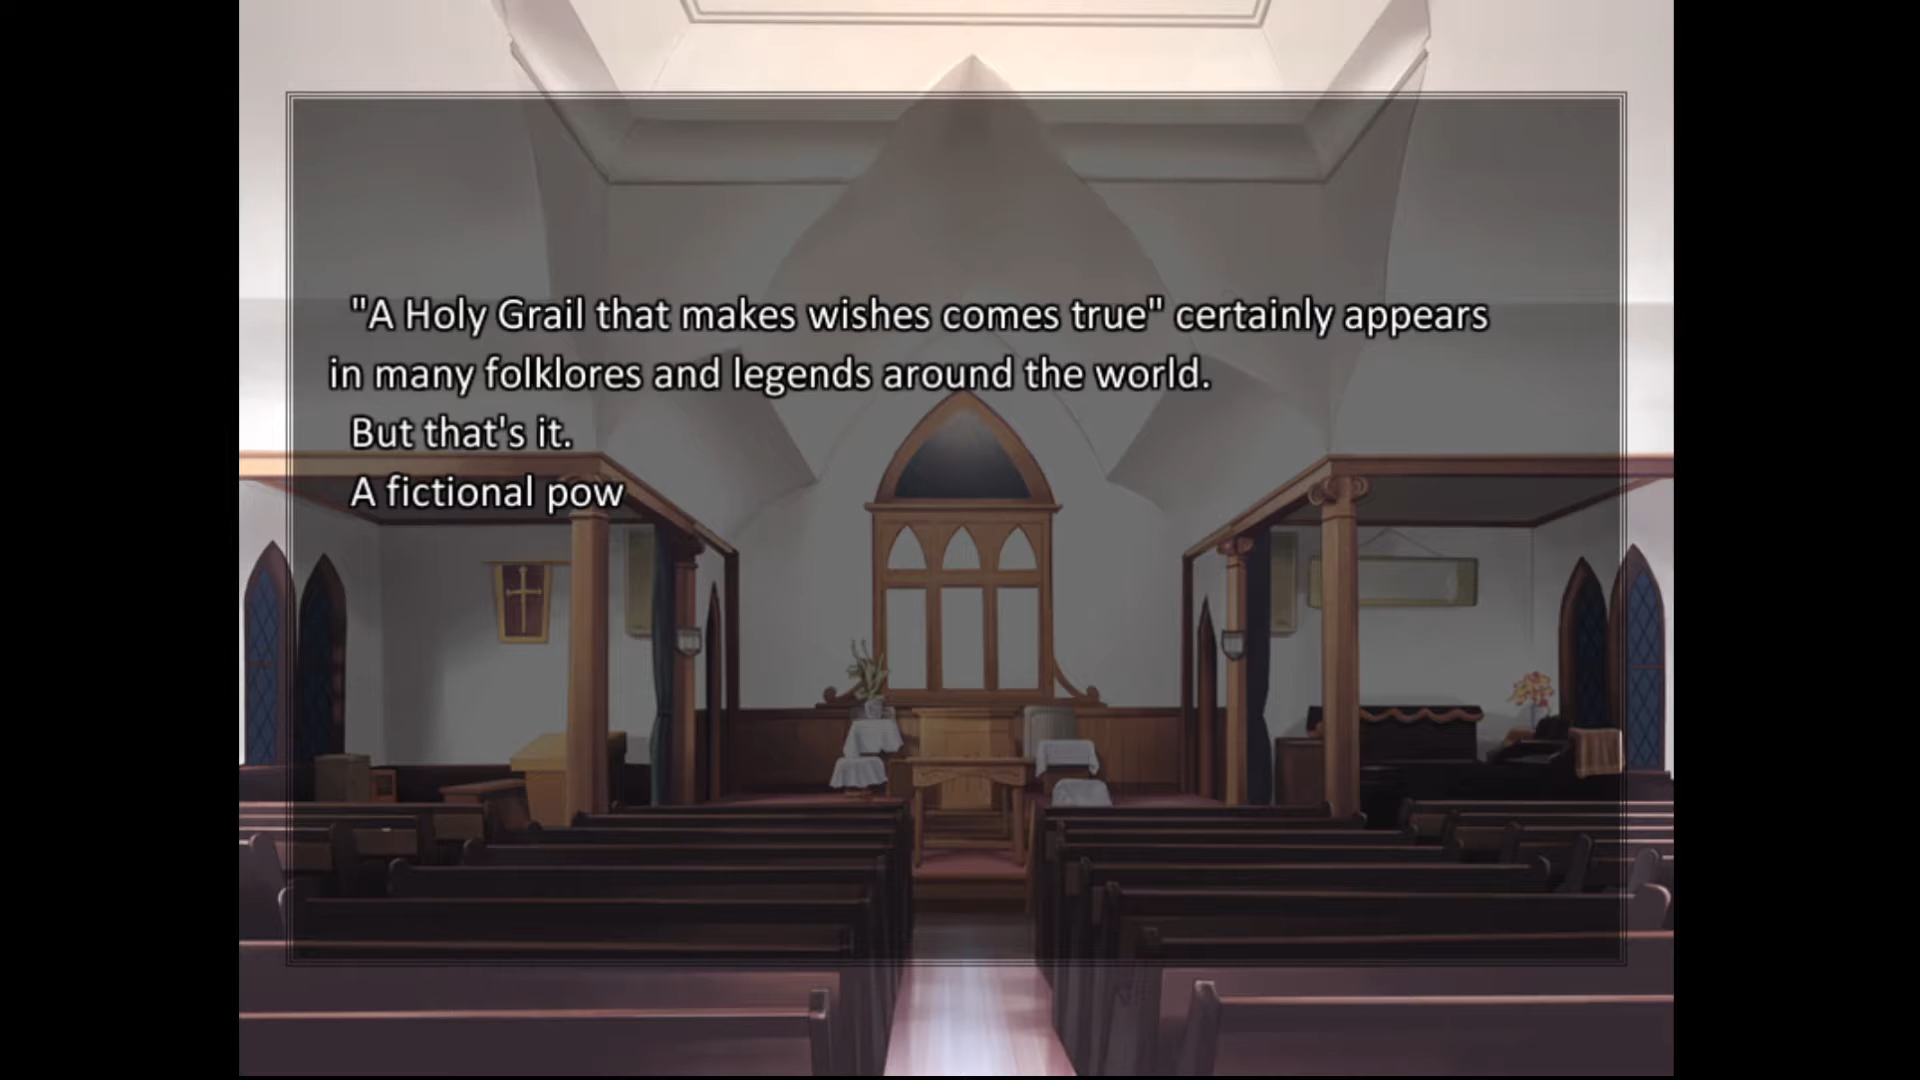 "A Holy Grail that makes wishes comes true" certainly appears
in many folklores and legends around the world.
But that's it.
A fictional pow